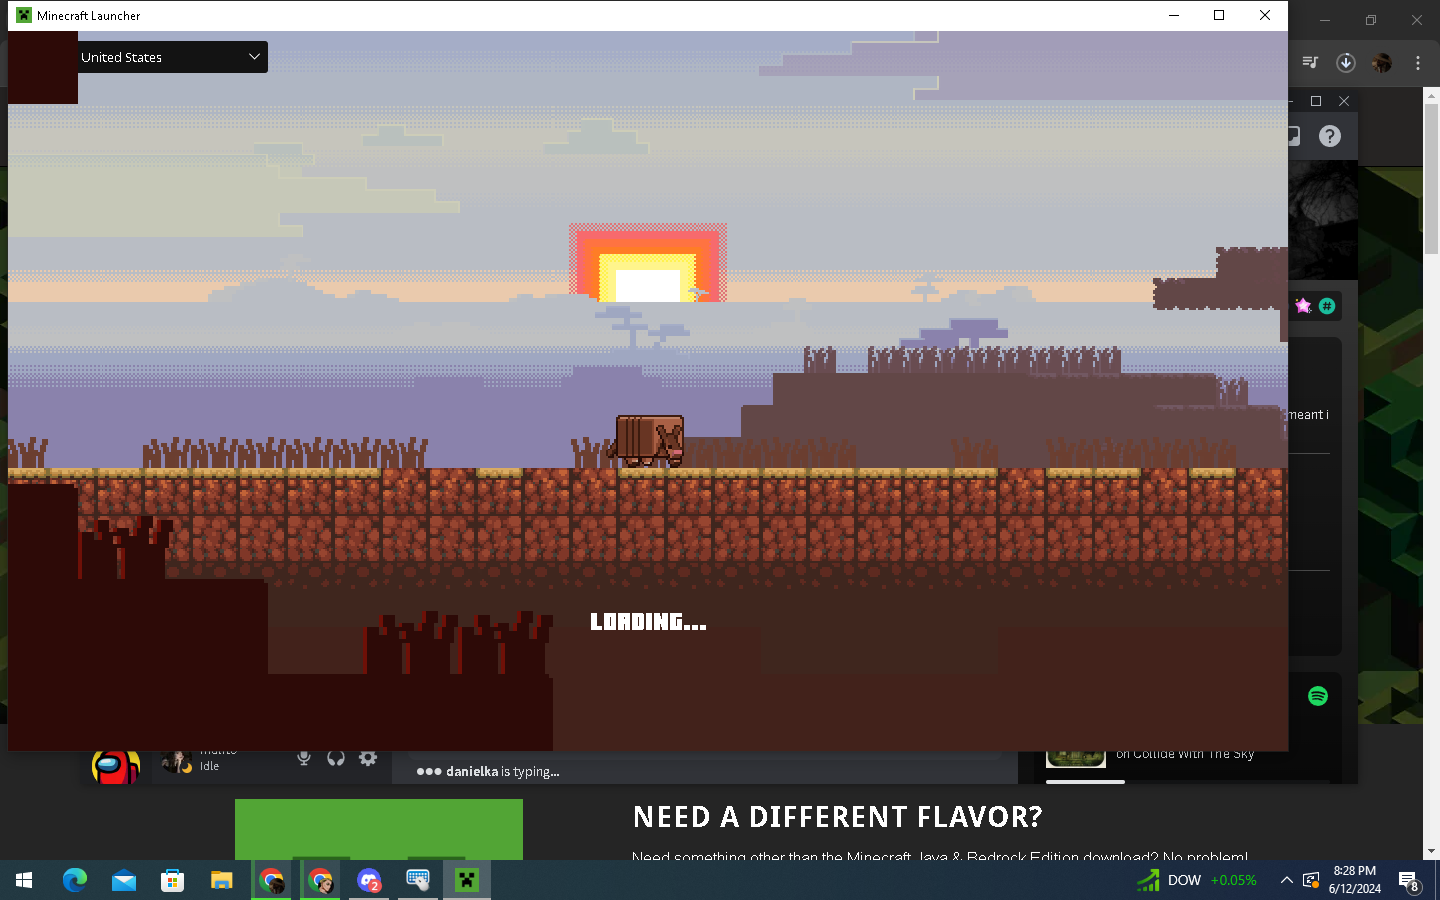 Minecraft Launcher
United States
meant i
LOADING...
Idle
danielka is typing...
on Collide With The Sky
NEED A DIFFERENT FLAVOR?
Need something other than the Minecraft Java & Bedrock Edition download? No problem!
2
DOW +0.05%
8:28 PM
6/12/2024
8